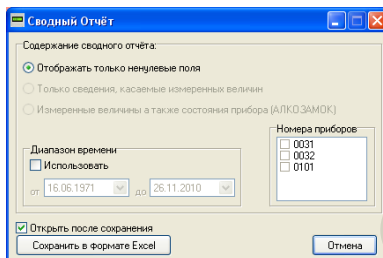 Сводный Отчёт
Содержание сводного отчёта:
Отображать только ненулевые поля
Только сведения, касаемые измеренных величин
Измеренные величины а также состояния прибора (АЛКОЗАМОК)
Номера приборов
0031
0032
0101
Диапазон времени
Использовать
от 16.06.1971 до 26.11.2010
Открыть после сохранения
Сохранить в формате Excel Отмена